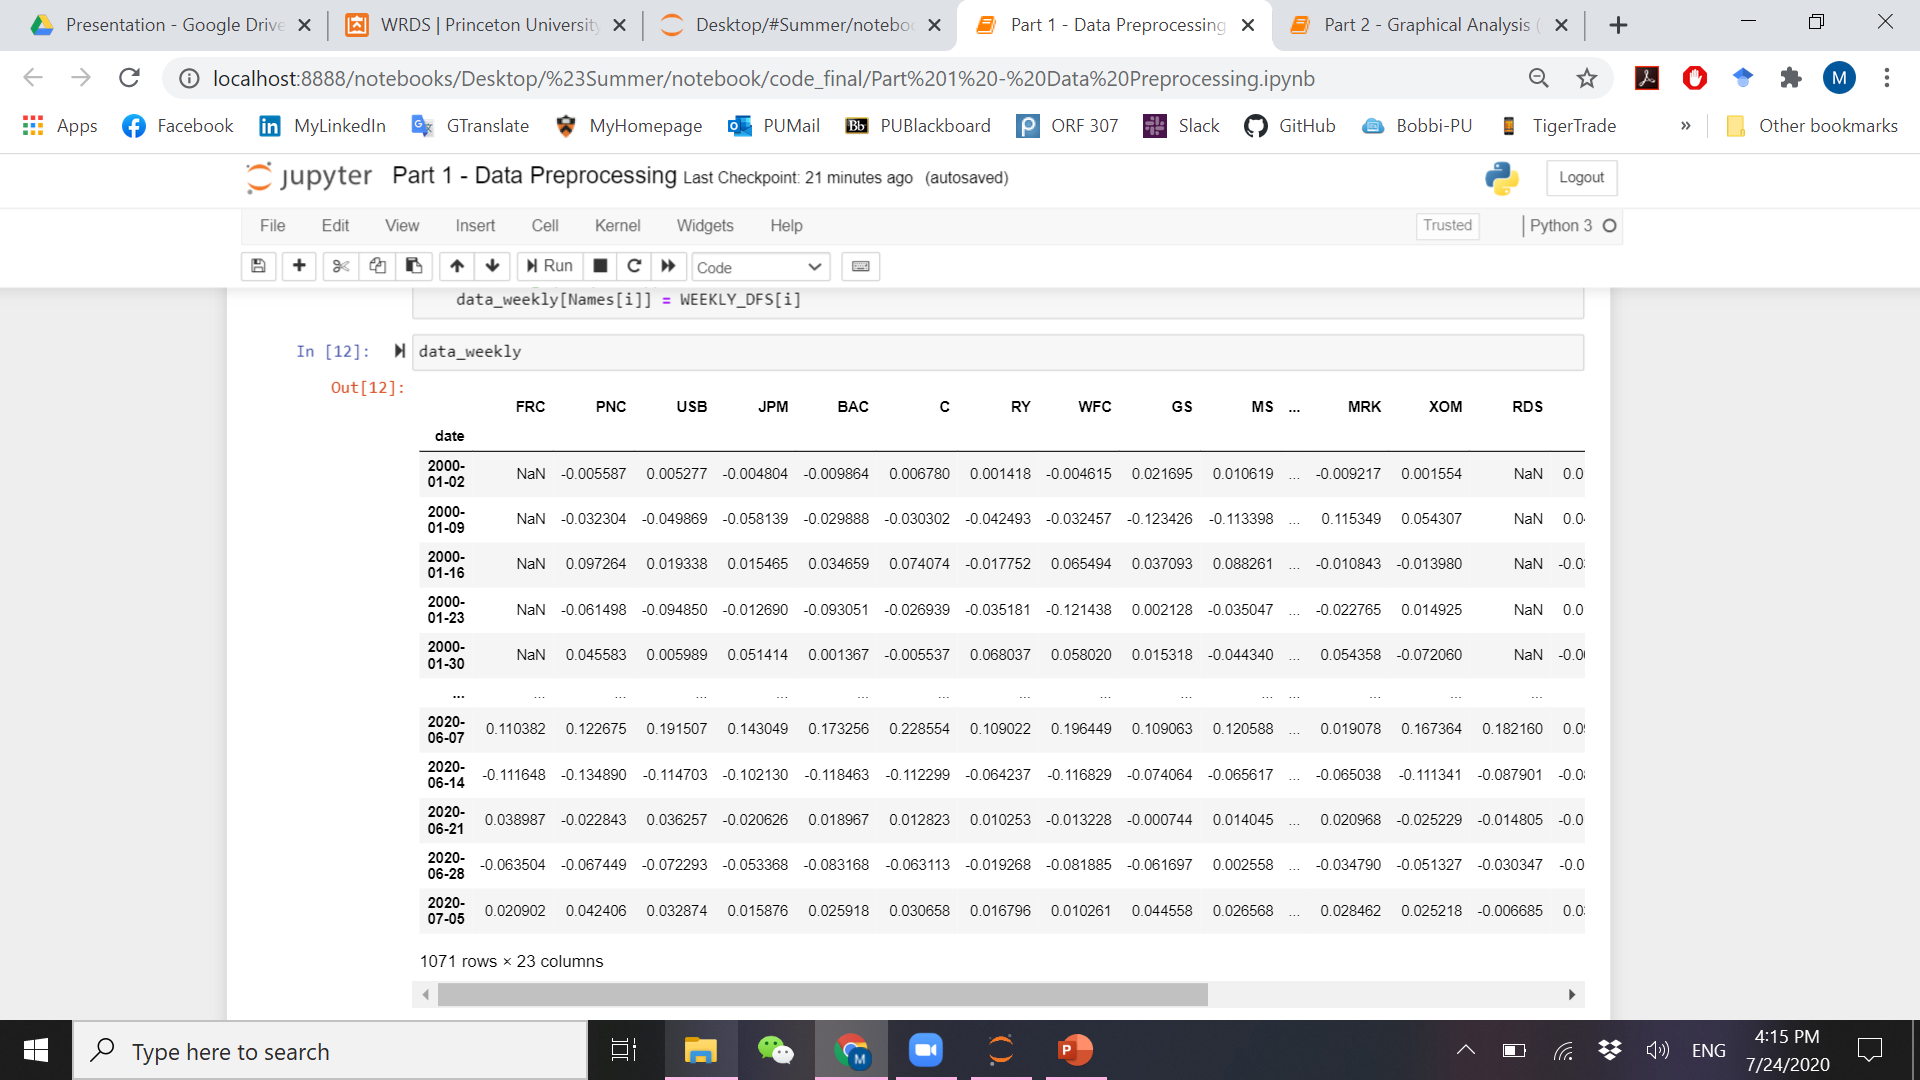 Presentation - Google Drive
WRDS | Princeton University
Desktop/#Summer/notebo
Part 1 - Data Preprocessing
Part 2 - Graphical Analysis (
localhost:8888/notebooks/Desktop/%23Summer/notebook/code_final/Part%201%20-%20Data%20Preprocessing.ipynb
M
Apps Facebook MyLinkedIn GTranslate MyHomepage PUMail PUBlackboard ORF 307 Slack GitHub Bobbi-PU TigerTrade » Other bookmarks
jupyter Part 1 - Data Preprocessing Last Checkpoint: 21 minutes ago (autosaved) Logout
File Edit View Insert Cell Kernel Widgets Help Trusted Python 3
Run Code
data_weekly[Names[i]] = WEEKLY_DFS[i]
In [12]: data_weekly
Out[12]:
FRC PNC USB JPM BAC C RY WFC GS MS ... MRK XOM RDS
date
2000-01-02 NaN -0.005587 0.005277 -0.004804 -0.009864 0.006780 0.001418 -0.004615 0.021695 0.010619 ... -0.009217 0.001554 NaN 0.0
2000-01-09 NaN -0.032304 -0.049869 -0.058139 -0.029888 -0.030302 -0.042493 -0.032457 -0.123426 -0.113398 ... 0.115349 0.054307 NaN 0.0
2000-01-16 NaN 0.097264 0.019338 0.015465 0.034659 0.074074 -0.017752 0.065494 0.037093 0.088261 ... -0.010843 -0.013980 NaN -0.0
2000-01-23 NaN -0.061498 -0.094850 -0.012690 -0.093051 -0.026939 -0.035181 -0.121438 0.002128 -0.035047 ... -0.022765 0.014925 NaN 0.0
2000-01-30 NaN 0.045583 0.005989 0.051414 0.001367 -0.005537 0.068037 0.058020 0.015318 -0.044340 ... 0.054358 -0.072060 NaN -0.0
... ... ... ... ... ... ... ... ... ... ... ... ... ... ...
2020-06-07 0.110382 0.122675 0.191507 0.143049 0.173256 0.228554 0.109022 0.196449 0.109063 0.120588 ... 0.019078 0.167364 0.182160 0.0
2020-06-14 -0.111648 -0.134890 -0.114703 -0.102130 -0.118463 -0.112299 -0.064237 -0.116829 -0.074064 -0.065617 ... -0.065038 -0.111341 -0.087901 -0.0
2020-06-21 0.038987 -0.022843 0.036257 -0.020626 0.018967 0.012823 0.010253 -0.013228 -0.000744 0.014045 ... 0.020968 -0.025229 -0.014805 -0.0
2020-06-28 -0.063504 -0.067449 -0.072293 -0.053368 -0.083168 -0.063113 -0.019268 -0.081885 -0.061697 0.002558 ... -0.034790 -0.051327 -0.030347 -0.0
2020-07-05 0.020902 0.042406 0.032874 0.015876 0.025918 0.030658 0.016796 0.010261 0.044558 0.026568 ... 0.028462 0.025218 -0.006685 0.0
1071 rows × 23 columns
Type here to search
ENG
4:15 PM
7/24/2020